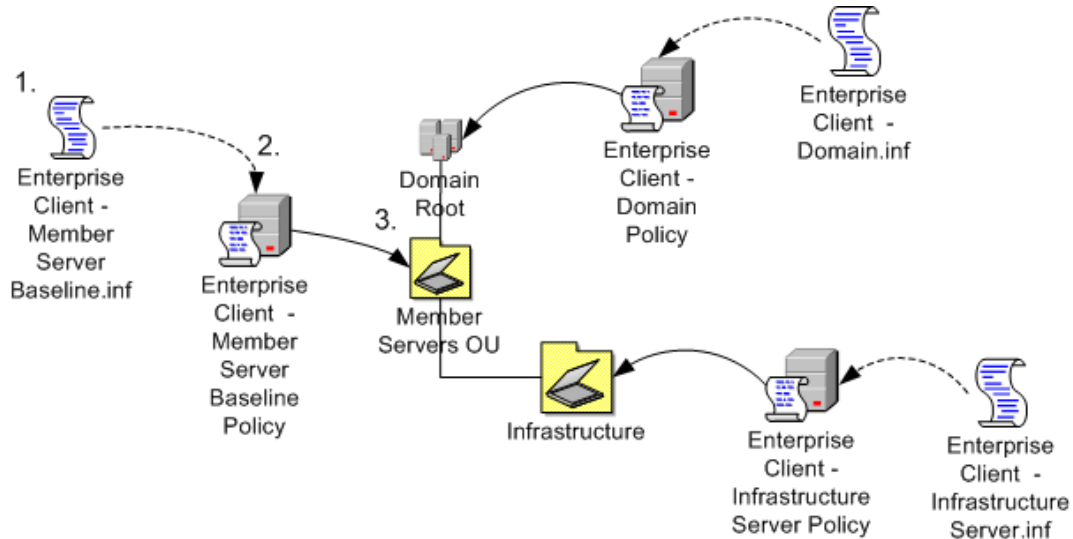 1.
Enterprise
Client -
Member
Server
Baseline.inf
2.
Enterprise
Client -
Member
Server
Baseline
Policy
3.
Domain
Root
Member
Servers OU
Enterprise
Client -
Domain
Policy
Enterprise
Client -
Domain.inf
Infrastructure
Enterprise
Client -
Infrastructure
Server Policy
Enterprise
Client -
Infrastructure
Server.inf